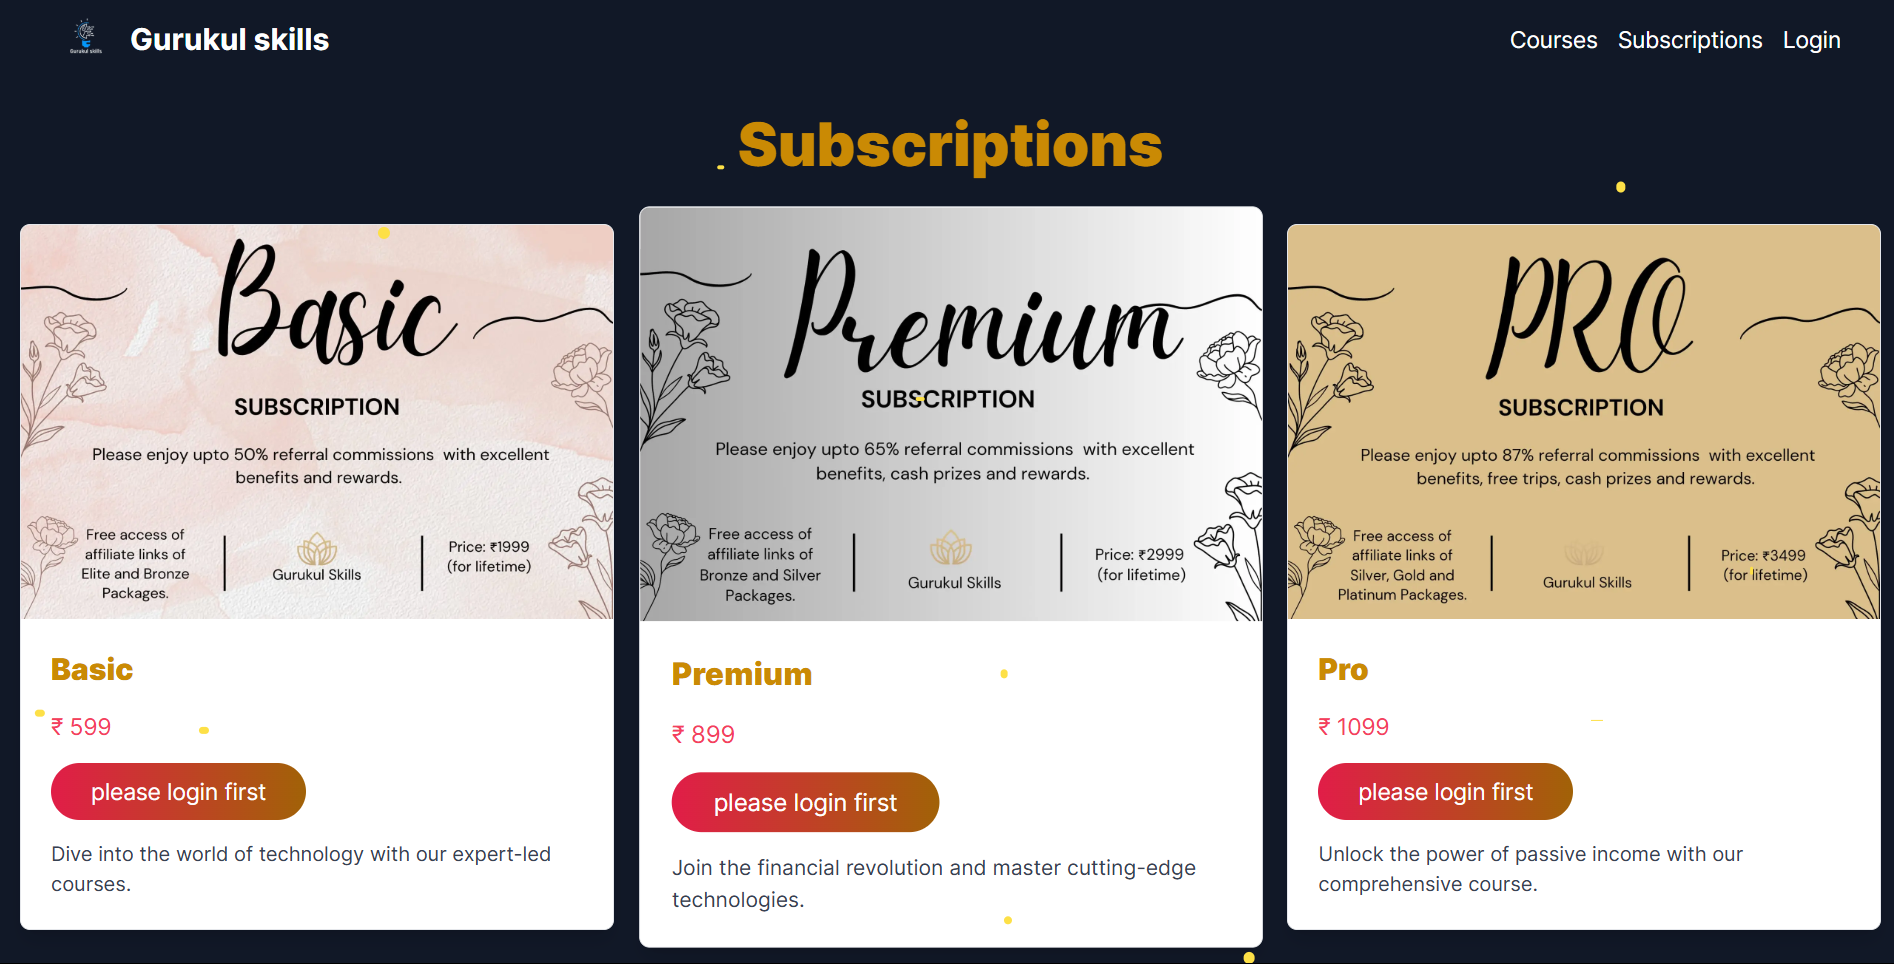 Gurukul skills
Gurukul skills
Courses Subscriptions Login
Subscriptions
Basic
SUBSCRIPTION
Please enjoy upto 50% referral commissions with excellent
benefits and rewards.
Free access of
affiliate links of
Elite and Bronze
Packages.
Gurukul Skills
Price: ₹1999
(for lifetime)
Basic
₹ 599
please login first
Dive into the world of technology with our expert-led
courses.
Premium
SUBSCRIPTION
Please enjoy upto 65% referral commissions with excellent
benefits, cash prizes and rewards.
Free access of
affiliate links of
Bronze and Silver
Packages.
Gurukul Skills
Price: ₹2999
(for lifetime)
Premium
₹ 899
please login first
Join the financial revolution and master cutting-edge
technologies.
PRO
SUBSCRIPTION
Please enjoy upto 87% referral commissions with excellent
benefits, free trips, cash prizes and rewards.
Free access of
affiliate links of
Silver, Gold and
Platinum Packages.
Gurukul Skills
Price: ₹3499
(for lifetime)
Pro
₹ 1099
please login first
Unlock the power of passive income with our
comprehensive course.